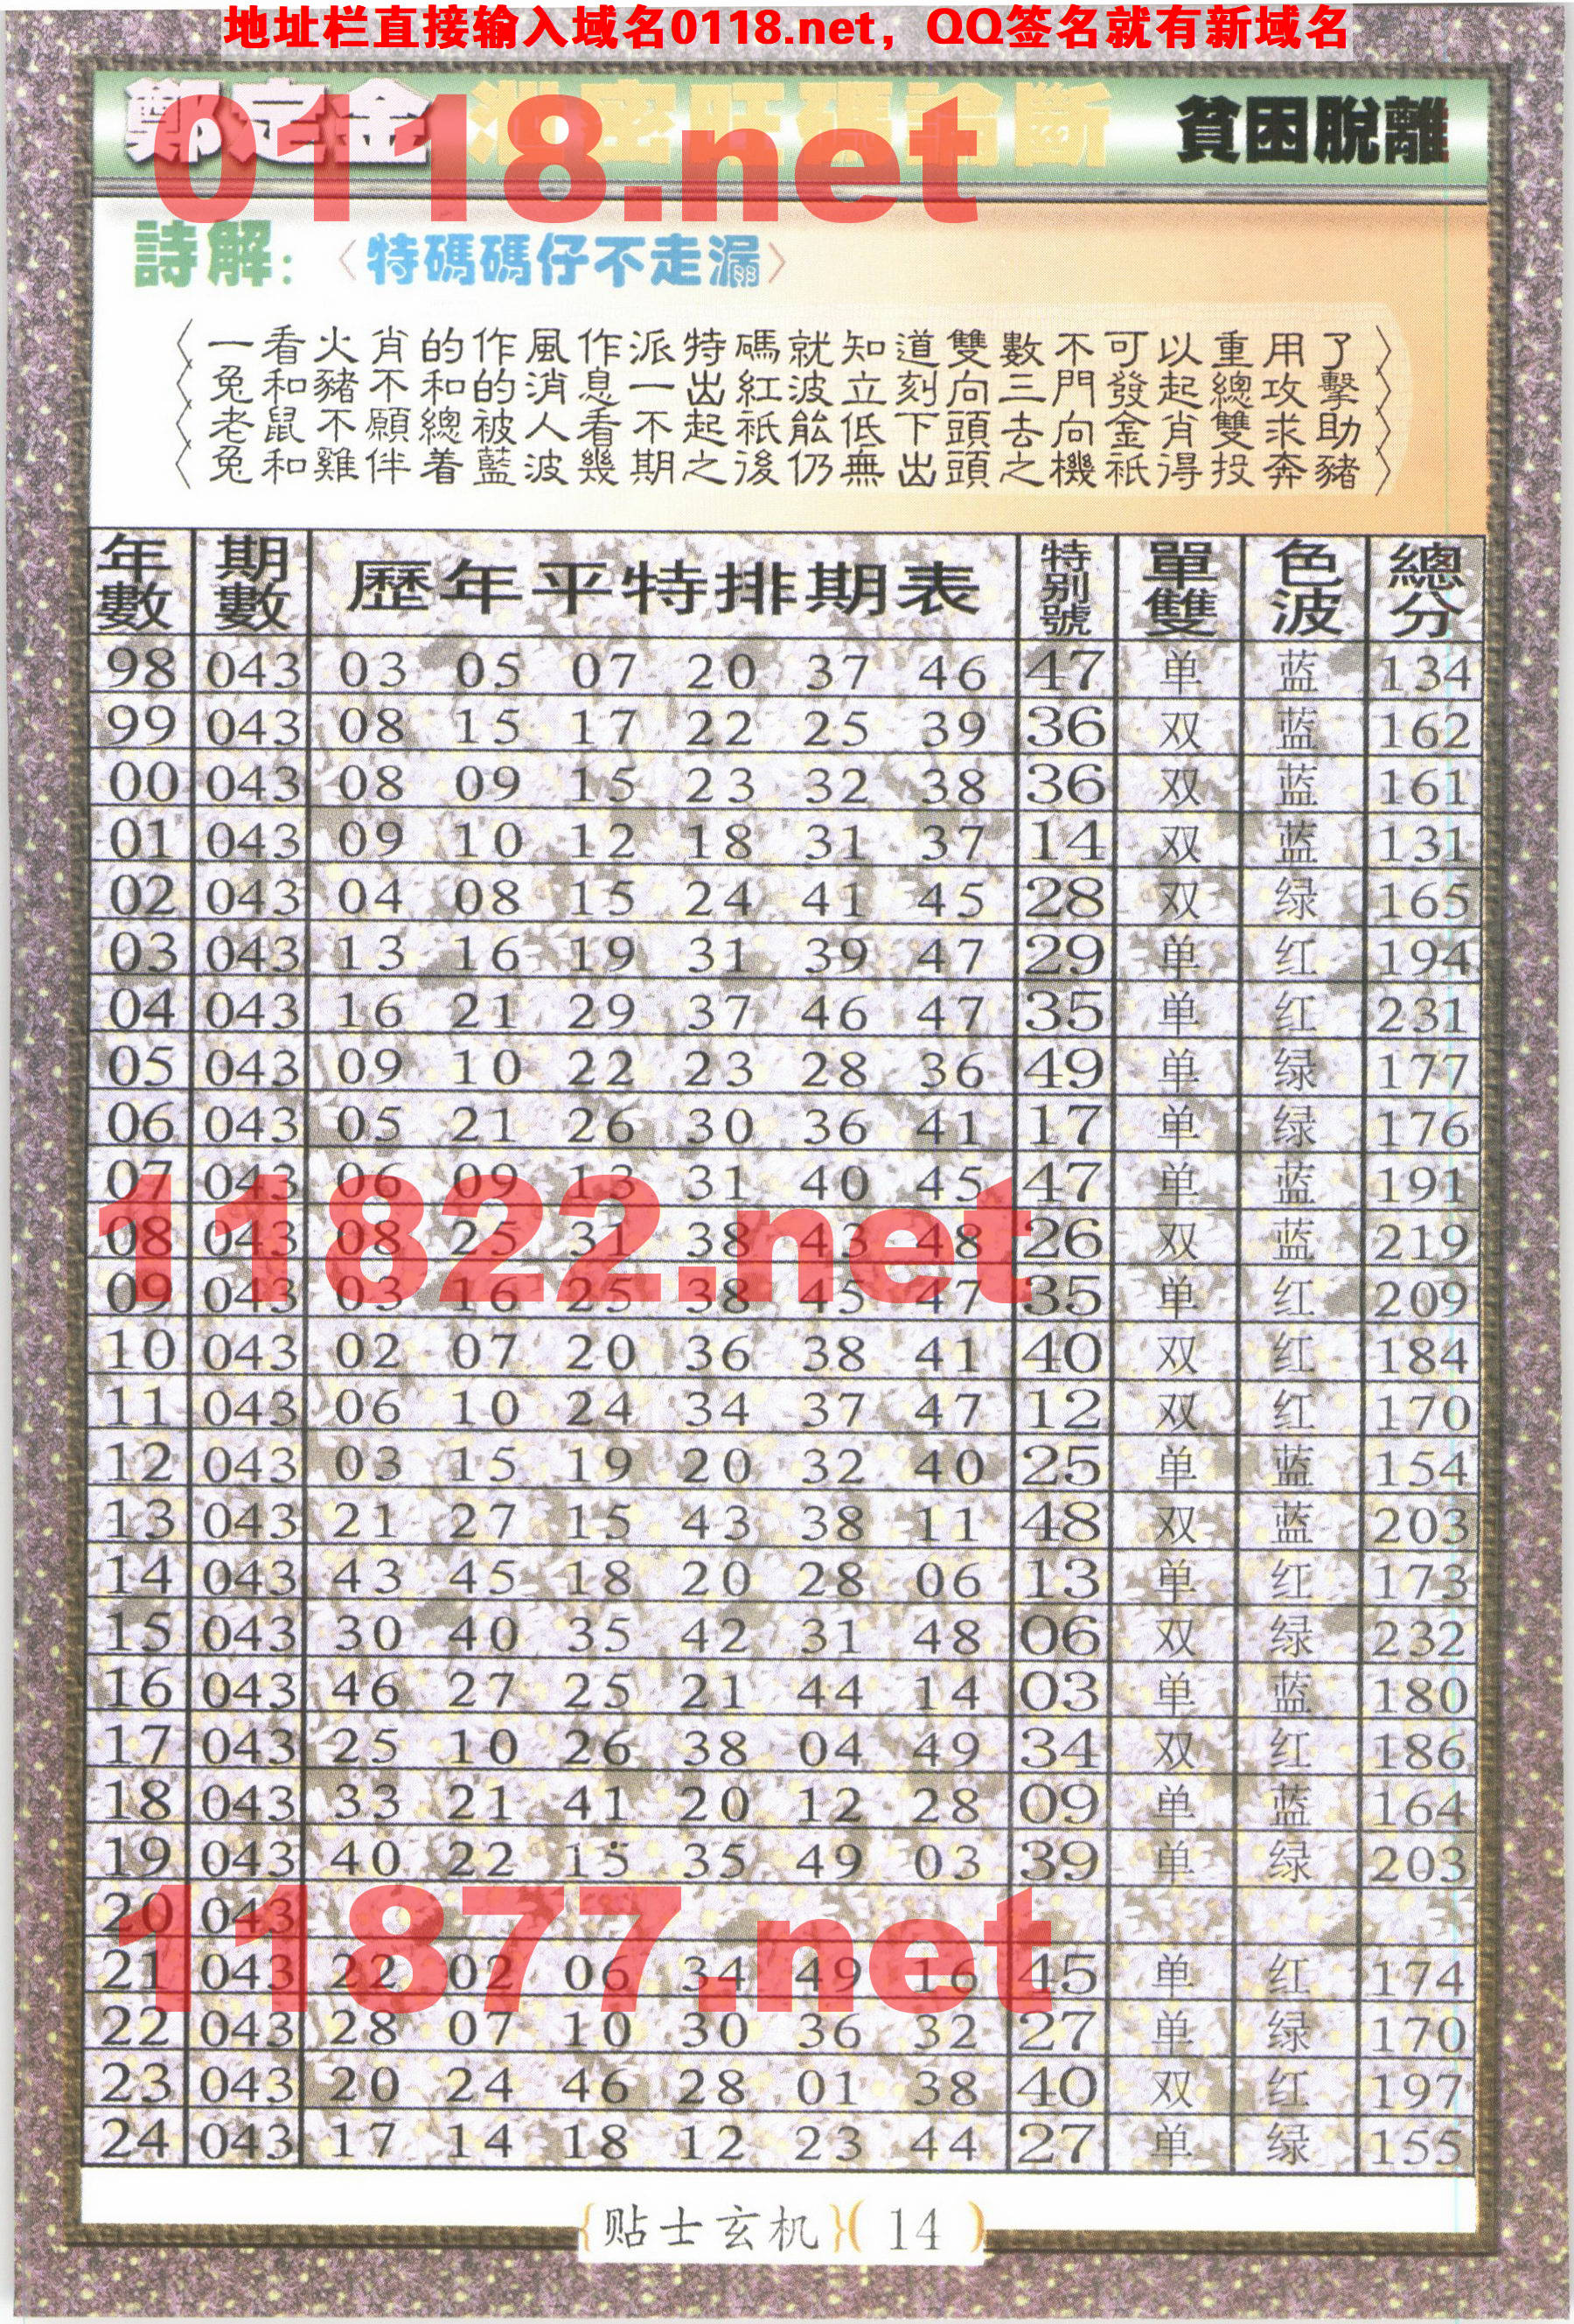 地址栏直接输入域名0118.net，QQ签名就有新域名
鄭定金 泄密旺碼論斷 貧困脫離
0118.net
詩解：〈特碼碼仔不走漏〉
〈一看火肖的作風作派特碼就知道雙數不可以重用了〉
〈兔和豬不和的消息一出紅波立刻向三門發起總攻擊〉
〈老鼠不願總被人看不起祇能低下頭去向金肖雙求助〉
〈兔和雞伴着藍波幾期特之後仍無出頭之機祇得投奔豬〉
年數 期數 歷年平特排期表 特别號 單雙 色波 總分
98 043 03 05 07 20 37 46 47 单 蓝 134
99 043 08 15 17 22 25 39 36 双 蓝 162
00 043 08 09 15 23 32 38 36 双 蓝 161
01 043 09 10 12 18 31 37 14 双 蓝 131
02 043 04 08 15 24 41 45 28 双 绿 165
03 043 13 16 19 31 39 47 29 单 红 194
04 043 16 21 29 37 46 47 35 单 红 231
05 043 09 10 22 23 28 36 49 单 绿 177
06 043 05 21 26 30 36 41 17 单 绿 176
07 043 06 09 13 31 40 45 47 单 蓝 191
11822.net
08 043 08 25 31 38 43 48 26 双 蓝 219
09 043 03 16 25 38 45 47 35 单 红 209
10 043 02 07 20 36 38 41 40 双 红 184
11 043 06 10 24 34 37 47 12 双 红 170
12 043 03 15 19 20 32 40 25 单 蓝 154
13 043 21 27 15 43 38 11 48 双 蓝 203
14 043 43 45 18 20 28 06 13 单 红 173
15 043 30 40 35 42 31 48 06 双 绿 232
16 043 46 27 25 21 44 14 03 单 蓝 180
17 043 25 10 26 38 04 49 34 双 红 186
18 043 33 21 41 20 12 28 09 单 蓝 164
19 043 40 22 15 35 49 03 39 单 绿 203
20 043
11877.net
21 043 22 02 06 34 49 16 45 单 红 174
22 043 28 07 10 30 36 32 27 单 绿 170
23 043 20 24 46 28 01 38 40 双 红 197
24 043 17 14 18 12 23 44 27 单 绿 155
{贴士玄机}( 14 )